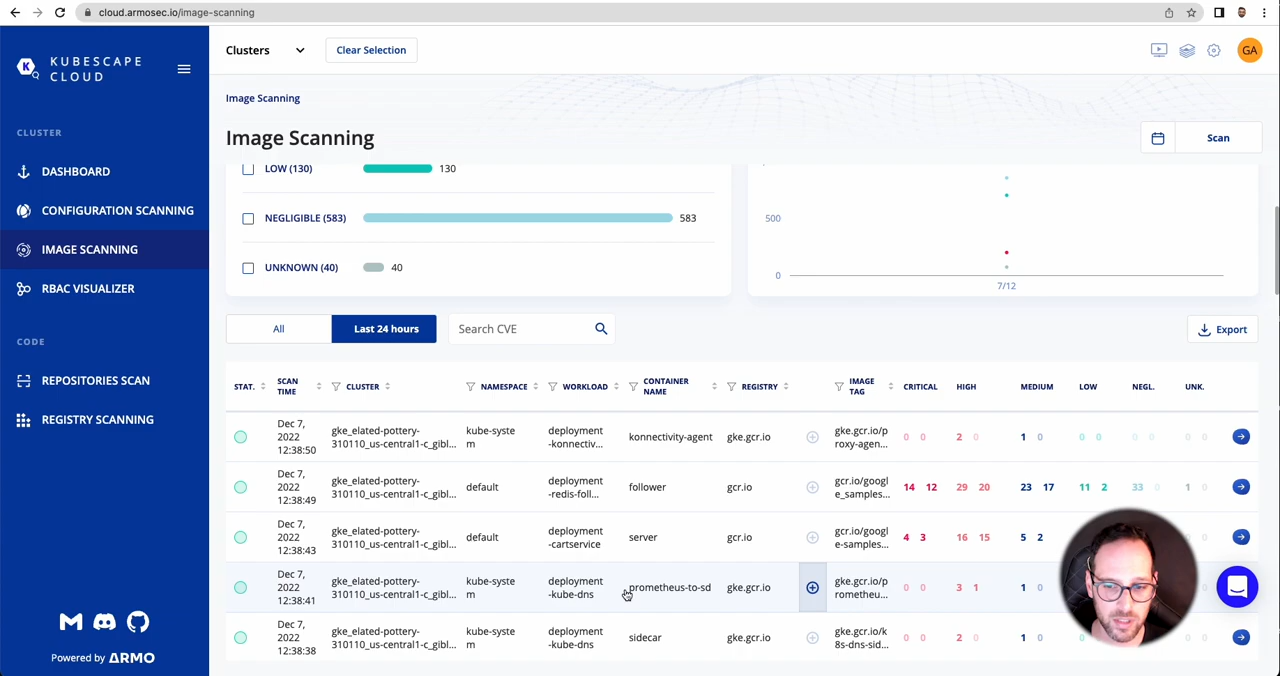 cloud.armosec.io/image-scanning
KUBESCAPE
CLOUD
Clusters
Clear Selection
GA
Image Scanning
Image Scanning
Scan
CLUSTER
DASHBOARD
CONFIGURATION SCANNING
IMAGE SCANNING
RBAC VISUALIZER
CODE
REPOSITORIES SCAN
REGISTRY SCANNING
Powered by ARMO
LOW (130) 130
NEGLIGIBLE (583) 583
UNKNOWN (40) 40
500
0
7/12
All
Last 24 hours
Search CVE
Export
STAT. SCAN TIME CLUSTER NAMESPACE WORKLOAD CONTAINER NAME REGISTRY IMAGE TAG CRITICAL HIGH MEDIUM LOW NEGL. UNK.
Dec 7, 2022 12:38:50 gke_elated-pottery-310110_us-central1-c_gibl... kube-system deployment-konnectiv... konnectivity-agent gke.gcr.io gke.gcr.io/proxy-agen... 0 0 2 0 1 0 0 0 0 0 0 0
Dec 7, 2022 12:38:49 gke_elated-pottery-310110_us-central1-c_gibl... default deployment-redis-foll... follower gcr.io gcr.io/google_samples... 14 12 29 20 23 17 11 2 33 0 1 0
Dec 7, 2022 12:38:43 gke_elated-pottery-310110_us-central1-c_gibl... default deployment-cartservice server gcr.io gcr.io/google-samples... 4 3 16 15 5 2 0
Dec 7, 2022 12:38:41 gke_elated-pottery-310110_us-central1-c_gibl... kube-system deployment-kube-dns prometheus-to-sd gke.gcr.io gke.gcr.io/prometheu... 0 0 3 1 1 0 0
Dec 7, 2022 12:38:38 gke_elated-pottery-310110_us-central1-c_gibl... kube-system deployment-kube-dns sidecar gke.gcr.io gke.gcr.io/k8s-dns-sid... 0 0 2 0 1 0 0 0